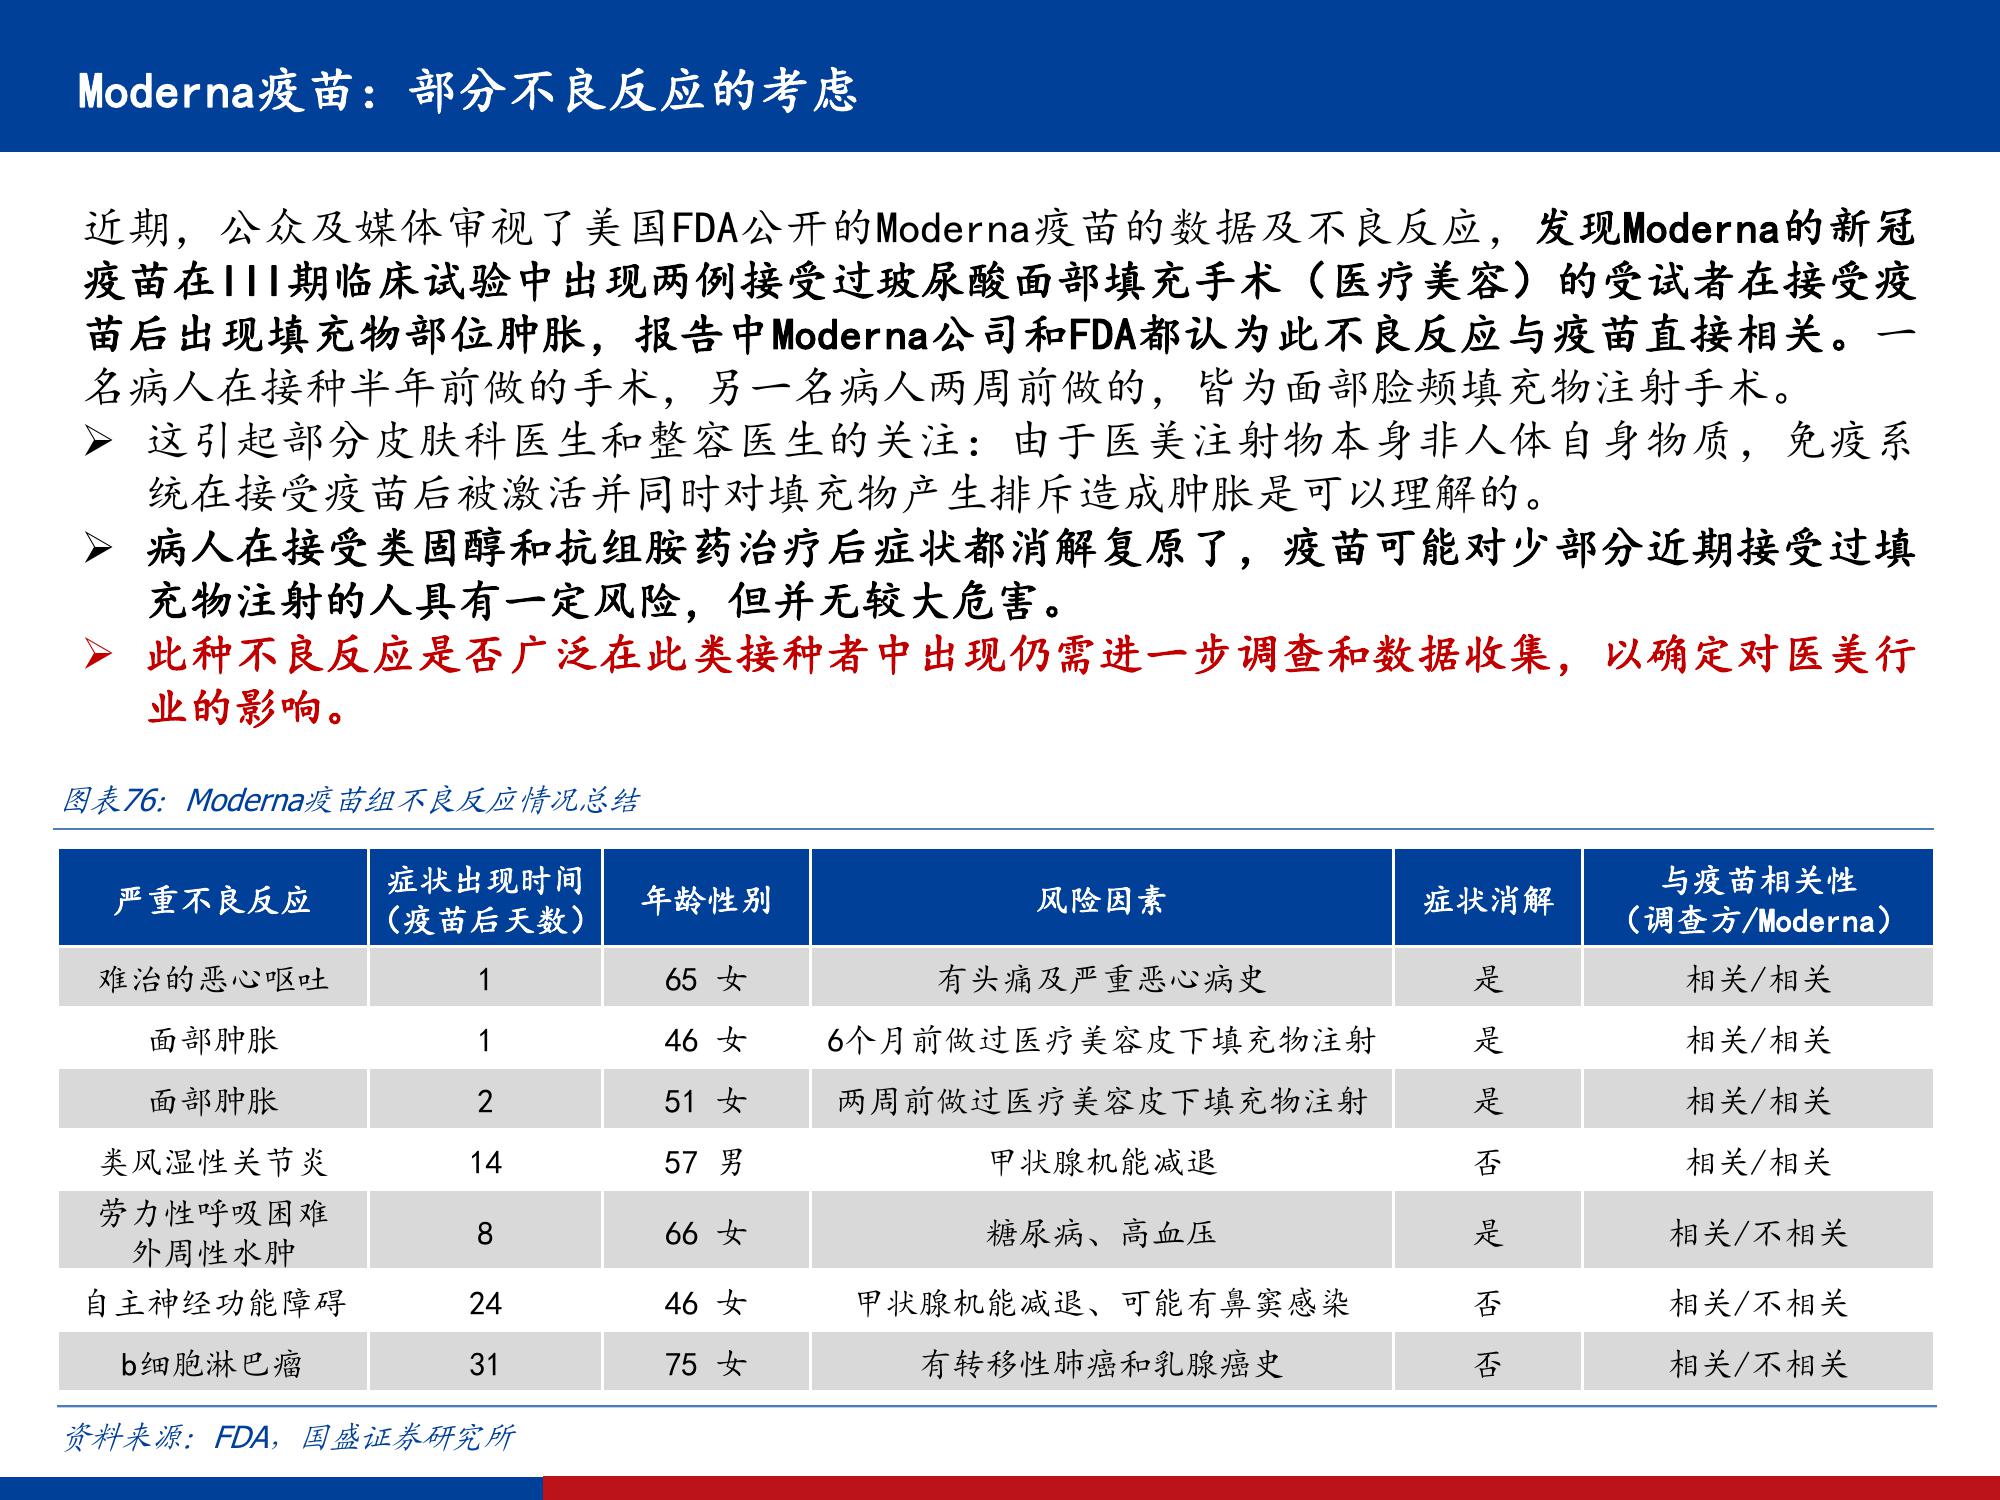 Moderna疫苗：部分不良反应的考虑
近期，公众及媒体审视了美国FDA公开的Moderna疫苗的数据及不良反应，发现Moderna的新冠
疫苗在III期临床试验中出现两例接受过玻尿酸面部填充手术（医疗美容）的受试者在接受疫
苗后出现填充物部位肿胀，报告中Moderna公司和FDA都认为此不良反应与疫苗直接相关。一
名病人在接种半年前做的手术，另一名病人两周前做的，皆为面部脸颊填充物注射手术。
➢ 这引起部分皮肤科医生和整容医生的关注：由于医美注射物本身非人体自身物质，免疫系
统在接受疫苗后被激活并同时对填充物产生排斥造成肿胀是可以理解的。
➢ 病人在接受类固醇和抗组胺药治疗后症状都消解复原了，疫苗可能对少部分近期接受过填
充物注射的人具有一定风险，但并无较大危害。
➢ 此种不良反应是否广泛在此类接种者中出现仍需进一步调查和数据收集，以确定对医美行
业的影响。
图表76：Moderna疫苗组不良反应情况总结
严重不良反应 症状出现时间（疫苗后天数） 年龄性别 风险因素 症状消解 与疫苗相关性（调查方/Moderna）
难治的恶心呕吐 1 65 女 有头痛及严重恶心病史 是 相关/相关
面部肿胀 1 46 女 6个月前做过医疗美容皮下填充物注射 是 相关/相关
面部肿胀 2 51 女 两周前做过医疗美容皮下填充物注射 是 相关/相关
类风湿性关节炎 14 57 男 甲状腺机能减退 否 相关/相关
劳力性呼吸困难 外周性水肿 8 66 女 糖尿病、高血压 是 相关/不相关
自主神经功能障碍 24 46 女 甲状腺机能减退、可能有鼻窦感染 否 相关/不相关
b细胞淋巴瘤 31 75 女 有转移性肺癌和乳腺癌史 否 相关/不相关
资料来源：FDA，国盛证券研究所